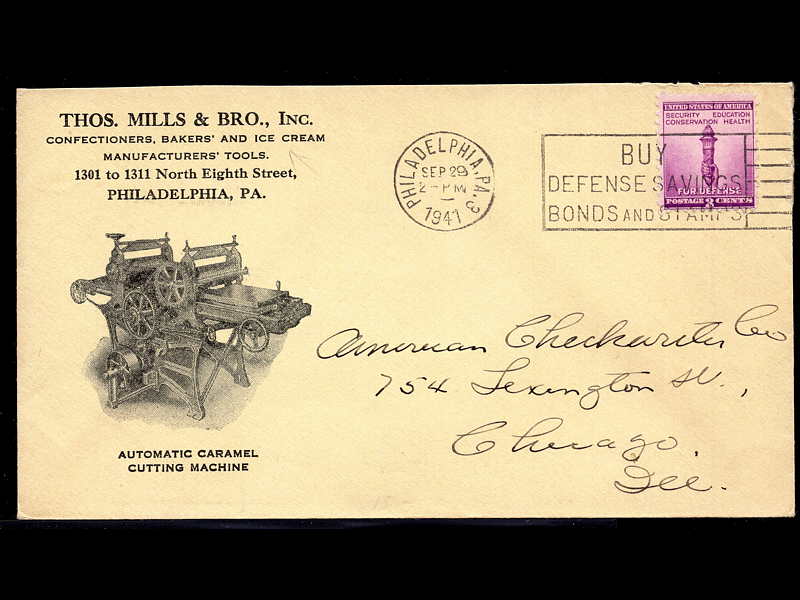 THOS. MILLS & BRO., INC.
CONFECTIONERS, BAKERS' AND ICE CREAM
MANUFACTURERS' TOOLS.
1301 to 1311 North Eighth Street,
PHILADELPHIA, PA.
PHILADELPHIA, PA. 3
SEP 29
2-PM
1941
BUY
DEFENSE SAVINGS
BONDS AND STAMPS
UNITED STATES OF AMERICA
SECURITY EDUCATION
CONSERVATION HEALTH
FOR DEFENSE
POSTAGE 3 CENTS
American Checkwriter Co
754 Lexington St.,
Chicago,
Ill.
AUTOMATIC CARAMEL
CUTTING MACHINE